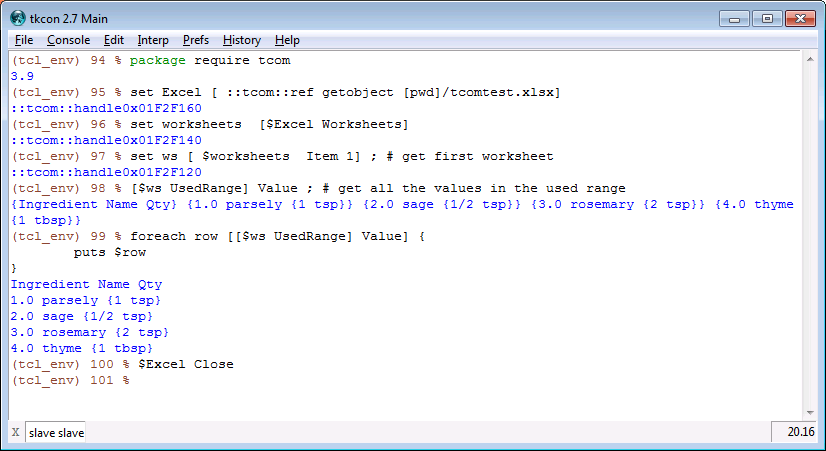 tkcon 2.7 Main
File Console Edit Interp Prefs History Help
(tcl_env) 94 % package require tcom
3.9
(tcl_env) 95 % set Excel [ ::tcom::ref getobject [pwd]/tcomtest.xlsx]
::tcom::handle0x01F2F160
(tcl_env) 96 % set worksheets  [$Excel Worksheets]
::tcom::handle0x01F2F140
(tcl_env) 97 % set ws [ $worksheets  Item 1] ; # get first worksheet
::tcom::handle0x01F2F120
(tcl_env) 98 % [$ws UsedRange] Value ; # get all the values in the used range
{Ingredient Name Qty} {1.0 parsely {1 tsp}} {2.0 sage {1/2 tsp}} {3.0 rosemary {2 tsp}} {4.0 thyme
{1 tbsp}}
(tcl_env) 99 % foreach row [[$ws UsedRange] Value] {
puts $row
}
Ingredient Name Qty
1.0 parsely {1 tsp}
2.0 sage {1/2 tsp}
3.0 rosemary {2 tsp}
4.0 thyme {1 tbsp}
(tcl_env) 100 % $Excel Close
(tcl_env) 101 %
X slave slave 20.16